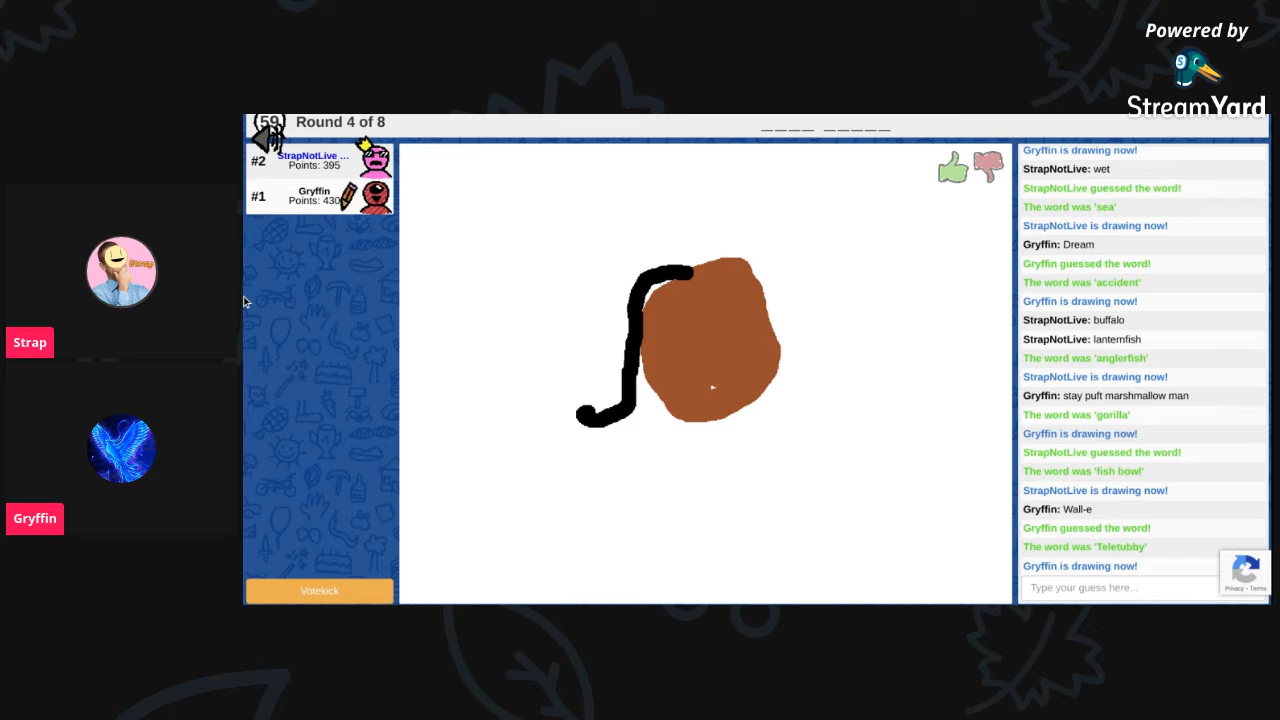 Powered by
StreamYard
59
Round 4 of 8
____ _____
#2
StrapNotLive ...
Points: 395
#1
Gryffin
Points: 430
Strap
Strap
Gryffin
Votekick
Gryffin is drawing now!
StrapNotLive: wet
StrapNotLive guessed the word!
The word was 'sea'
StrapNotLive is drawing now!
Gryffin: Dream
Gryffin guessed the word!
The word was 'accident'
Gryffin is drawing now!
StrapNotLive: buffalo
StrapNotLive: lanternfish
The word was 'anglerfish'
StrapNotLive is drawing now!
Gryffin: stay puft marshmallow man
The word was 'gorilla'
Gryffin is drawing now!
StrapNotLive guessed the word!
The word was 'fish bowl'
StrapNotLive is drawing now!
Gryffin: Wall-e
Gryffin guessed the word!
The word was 'Teletubby'
Gryffin is drawing now!
Type your guess here...
Privacy - Terms